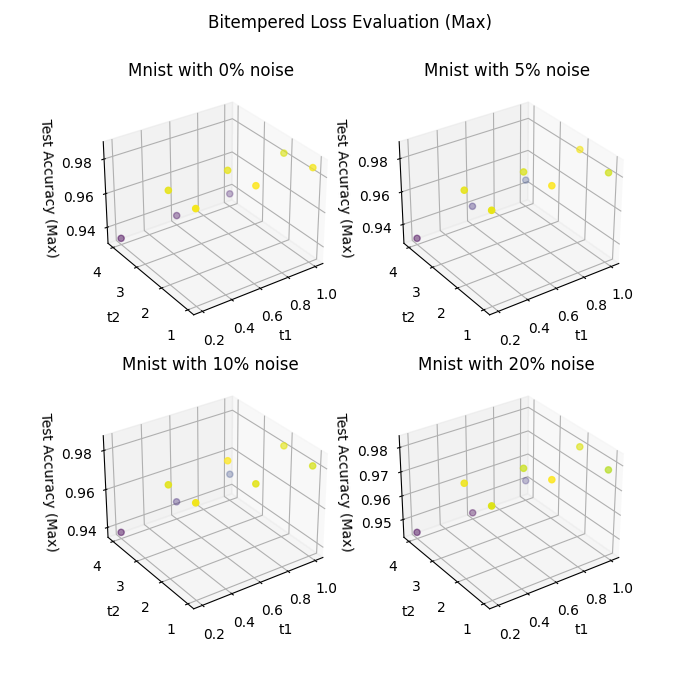 Bitempered Loss Evaluation (Max)
Mnist with 0% noise
Test Accuracy (Max)
0.98
0.96
0.94
4
3
2
1
t2
0.2
0.4
0.6
0.8
1.0
t1
Mnist with 5% noise
Test Accuracy (Max)
0.98
0.96
0.94
4
3
2
1
t2
0.2
0.4
0.6
0.8
1.0
t1
Mnist with 10% noise
Test Accuracy (Max)
0.98
0.96
0.94
4
3
2
1
t2
0.2
0.4
0.6
0.8
1.0
t1
Mnist with 20% noise
Test Accuracy (Max)
0.98
0.97
0.96
0.95
4
3
2
1
t2
0.2
0.4
0.6
0.8
1.0
t1